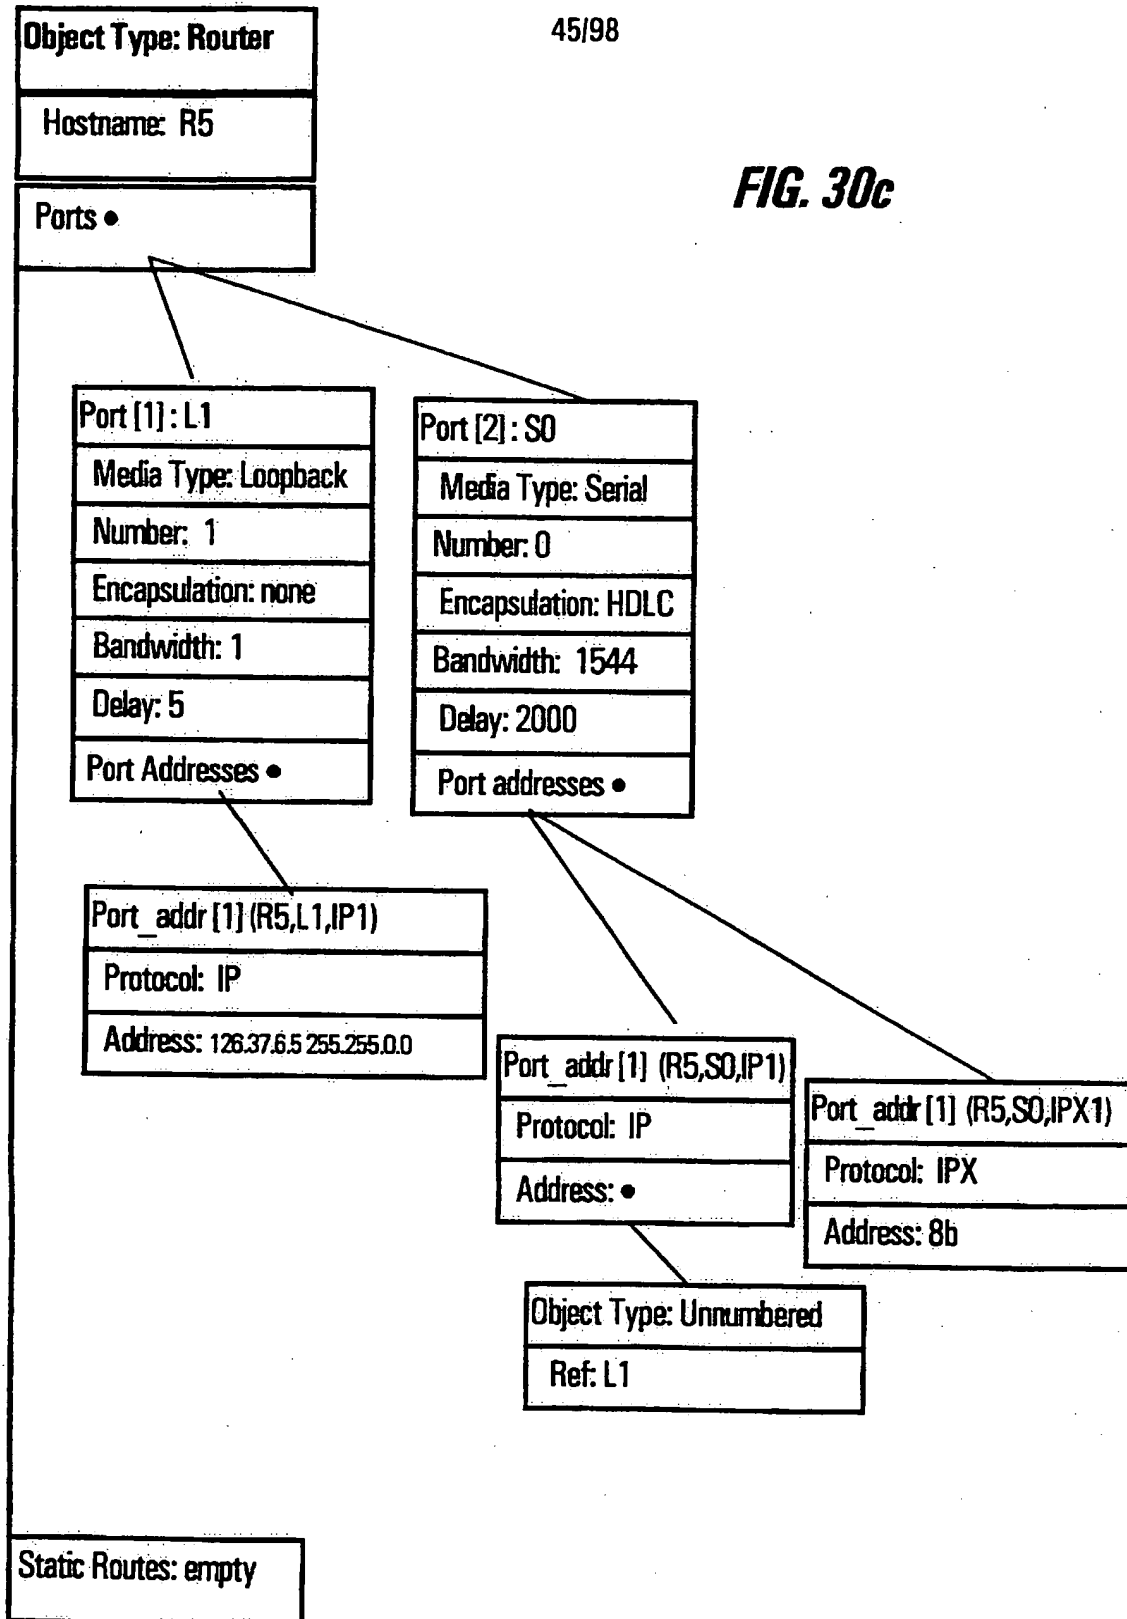 45/98
Object Type: Router
Hostname: R5
FIG. 30c
Ports •
Port [1] : L1
Media Type: Loopback
Number: 1
Encapsulation: none
Bandwidth: 1
Delay: 5
Port Addresses •
Port [2] : S0
Media Type: Serial
Number: 0
Encapsulation: HDLC
Bandwidth: 1544
Delay: 2000
Port addresses •
Port_addr [1] (R5,L1,IP1)
Protocol: IP
Address: 126.37.6.5 255.255.0.0
Port_addr [1] (R5,S0,IP1)
Protocol: IP
Address: •
Port_addr [1] (R5,S0,IPX1)
Protocol: IPX
Address: 8b
Object Type: Unnumbered
Ref: L1
Static Routes: empty